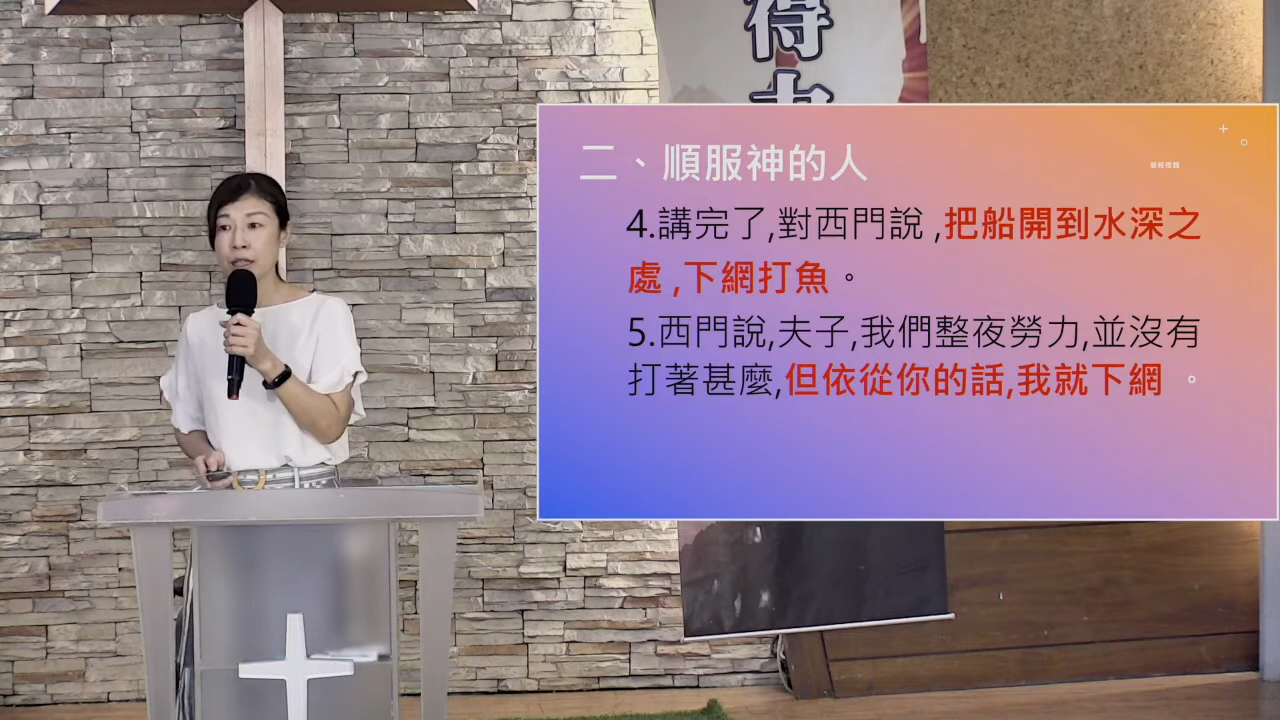 得
二、順服神的人
4.講完了,對西門說 ,把船開到水深之
處 ,下網打魚。
5.西門說,夫子,我們整夜勞力,並沒有
打著甚麼,但依從你的話,我就下網 。